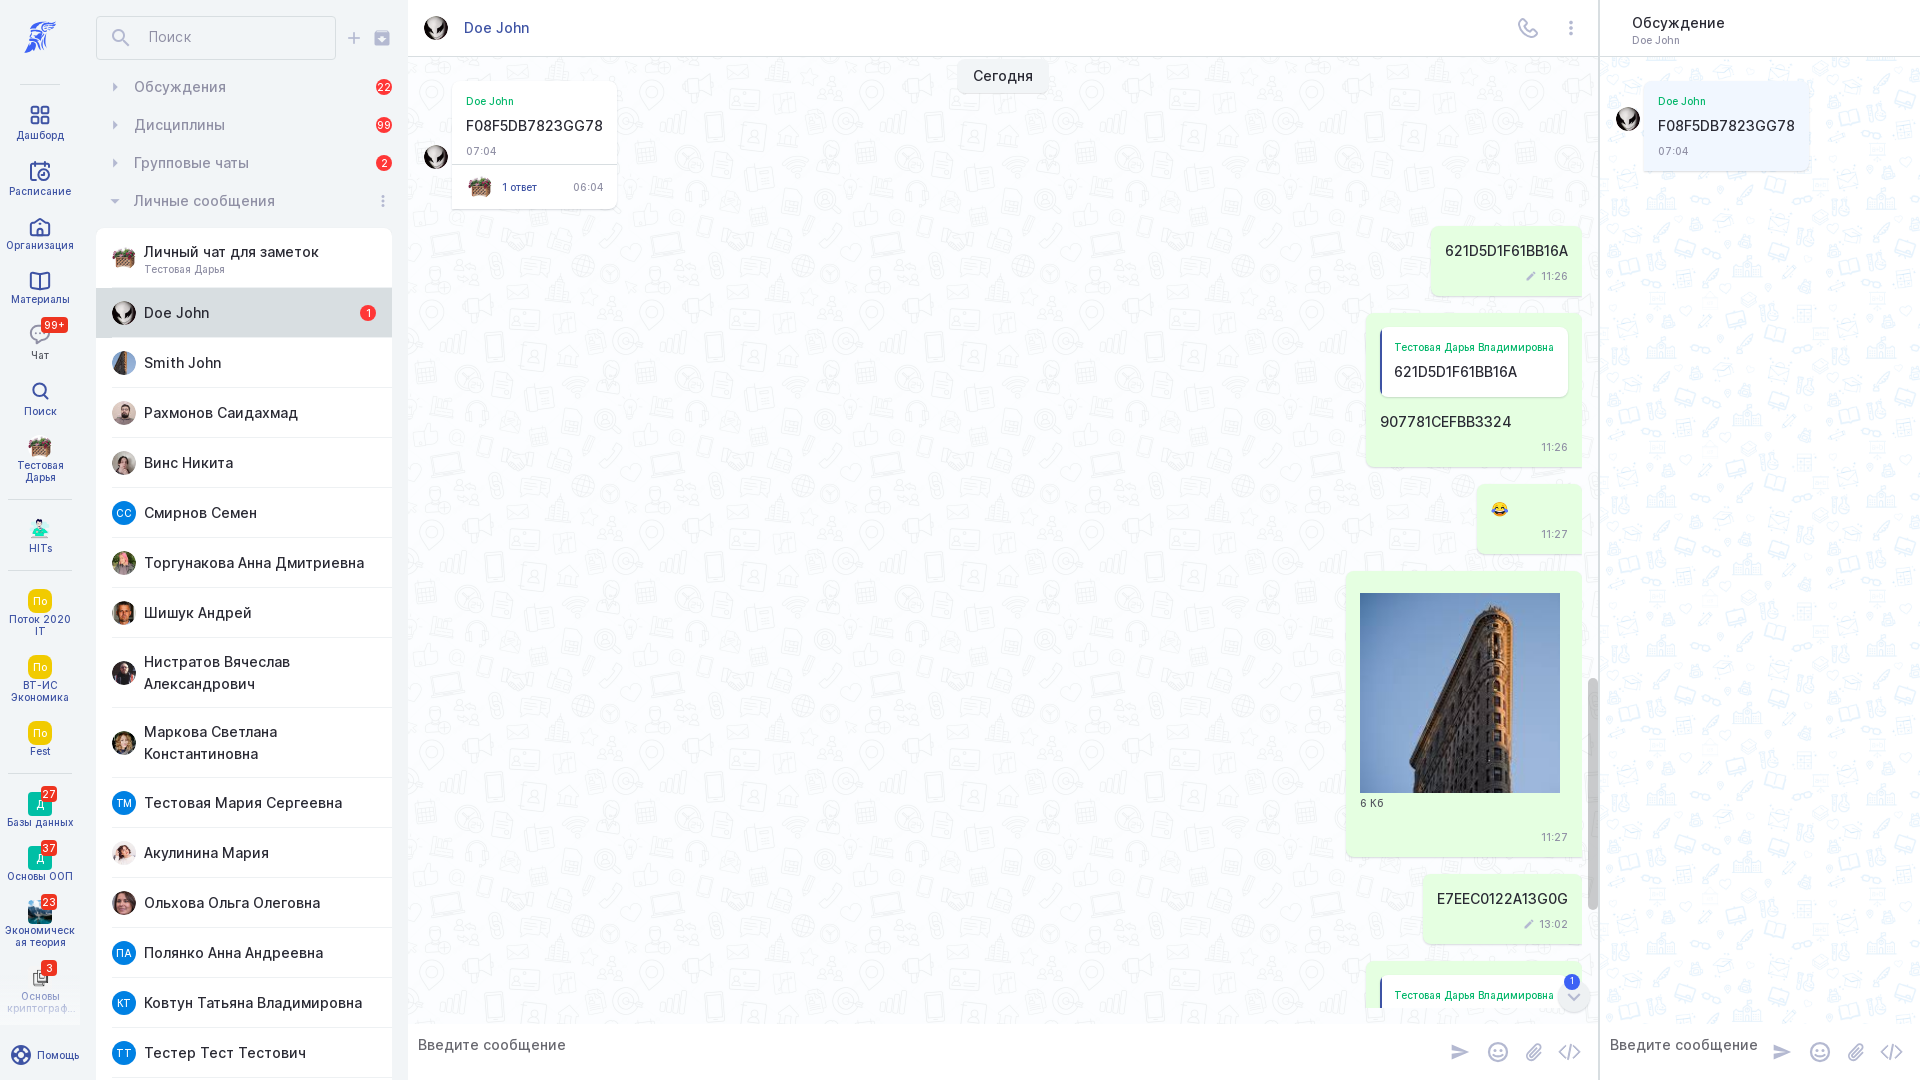 Дашборд
Расписание
Организация
Материалы
99+
Чат
Поиск
Тестовая
Дарья
HITs
По
Поток 2020
IT
По
ВТ-ИС
Экономика
По
Fest
27
Д
Базы данных
37
Д
Основы ООП
23
Экономическ
ая теория
3
Основы
криптограф...
Помощь
Поиск
Обсуждения
22
Дисциплины
99
Групповые чаты
2
Личные сообщения
Личный чат для заметок
Тестовая Дарья
Doe John
1
Smith John
Рахмонов Саидахмад
Винс Никита
СС
Смирнов Семен
Торгунакова Анна Дмитриевна
Шишук Андрей
Нистратов Вячеслав
Александрович
Маркова Светлана
Константиновна
ТМ
Тестовая Мария Сергеевна
Акулинина Мария
Ольхова Ольга Олеговна
ПА
Полянко Анна Андреевна
КТ
Ковтун Татьяна Владимировна
ТТ
Тестер Тест Тестович
Doe John
Сегодня
Doe John
F08F5DB7823GG78
07:04
1 ответ
06:04
621D5D1F61BB16A
11:26
Тестовая Дарья Владимировна
621D5D1F61BB16A
907781CEFBB3324
11:26
😂
11:27
6 Кб
11:27
E7EEC0122A13G0G
13:02
Тестовая Дарья Владимировна
1
Введите сообщение
Обсуждение
Doe John
Doe John
F08F5DB7823GG78
07:04
Введите сообщение